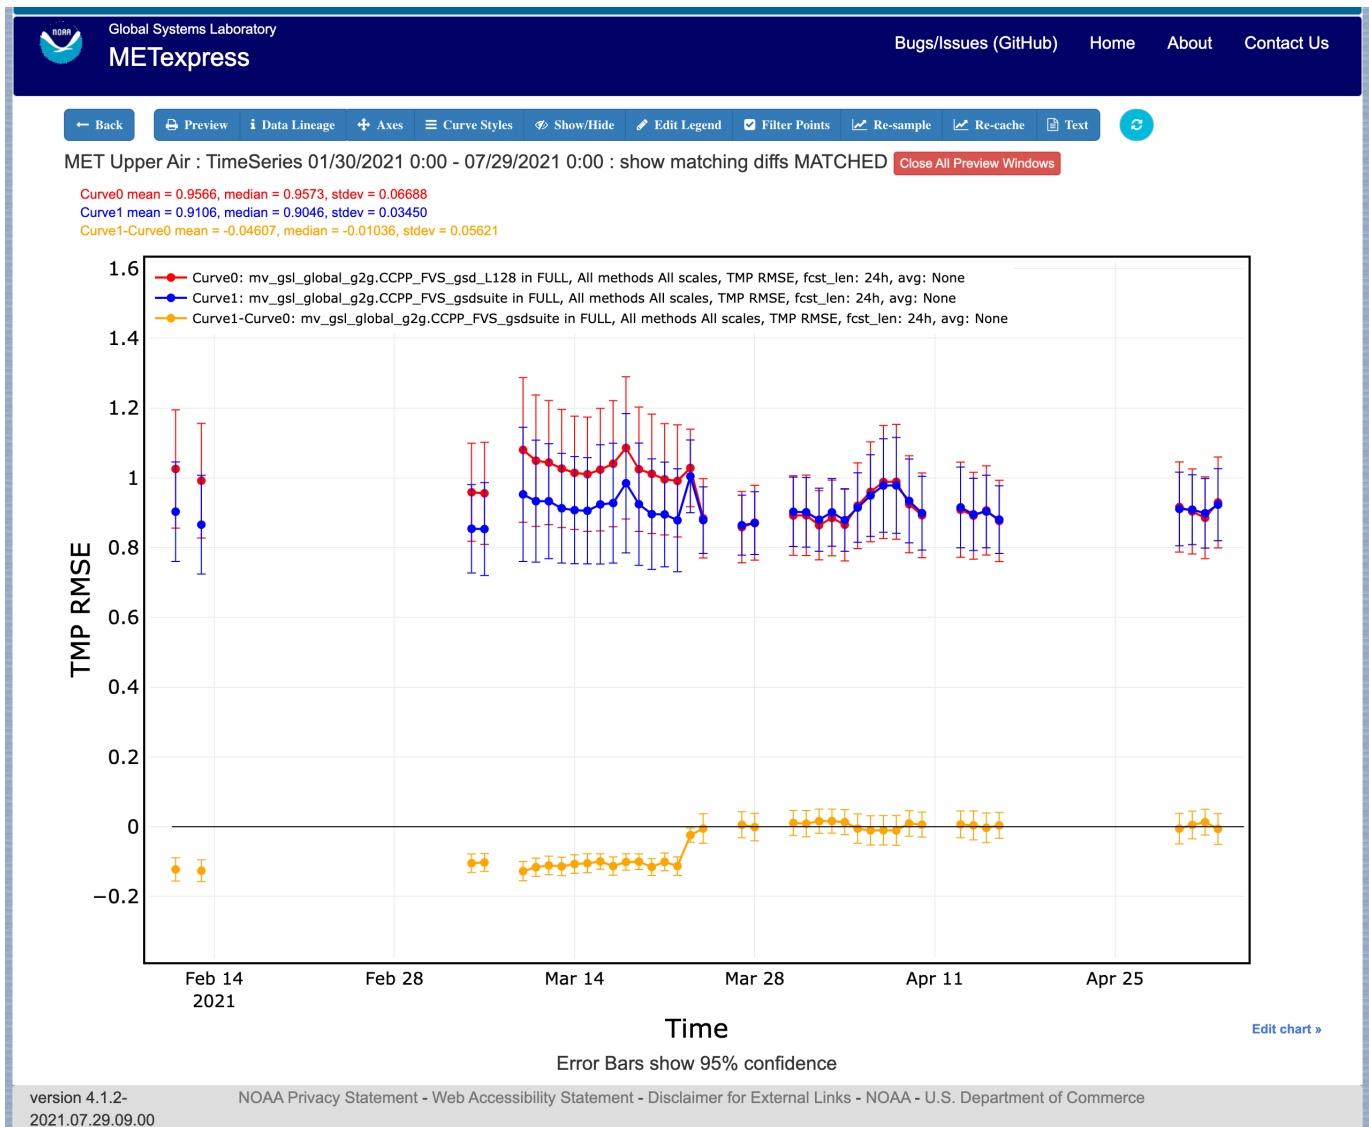 NOAA
Global Systems Laboratory
METexpress
Bugs/Issues (GitHub) Home About Contact Us
← Back Preview i Data Lineage Axes Curve Styles Show/Hide Edit Legend Filter Points Re-sample Re-cache Text
MET Upper Air : TimeSeries 01/30/2021 0:00 - 07/29/2021 0:00 : show matching diffs MATCHED Close All Preview Windows
Curve0 mean = 0.9566, median = 0.9573, stdev = 0.06688
Curve1 mean = 0.9106, median = 0.9046, stdev = 0.03450
Curve1-Curve0 mean = -0.04607, median = -0.01036, stdev = 0.05621
Curve0: mv_gsl_global_g2g.CCPP_FVS_gsd_L128 in FULL, All methods All scales, TMP RMSE, fcst_len: 24h, avg: None
Curve1: mv_gsl_global_g2g.CCPP_FVS_gsdsuite in FULL, All methods All scales, TMP RMSE, fcst_len: 24h, avg: None
Curve1-Curve0: mv_gsl_global_g2g.CCPP_FVS_gsdsuite in FULL, All methods All scales, TMP RMSE, fcst_len: 24h, avg: None
1.6
1.4
1.2
1
0.8
0.6
0.4
0.2
0
−0.2
TMP RMSE
Feb 14 Feb 28 Mar 14 Mar 28 Apr 11 Apr 25
2021
Time
Edit chart »
Error Bars show 95% confidence
version 4.1.2-
2021.07.29.09.00
NOAA Privacy Statement - Web Accessibility Statement - Disclaimer for External Links - NOAA - U.S. Department of Commerce